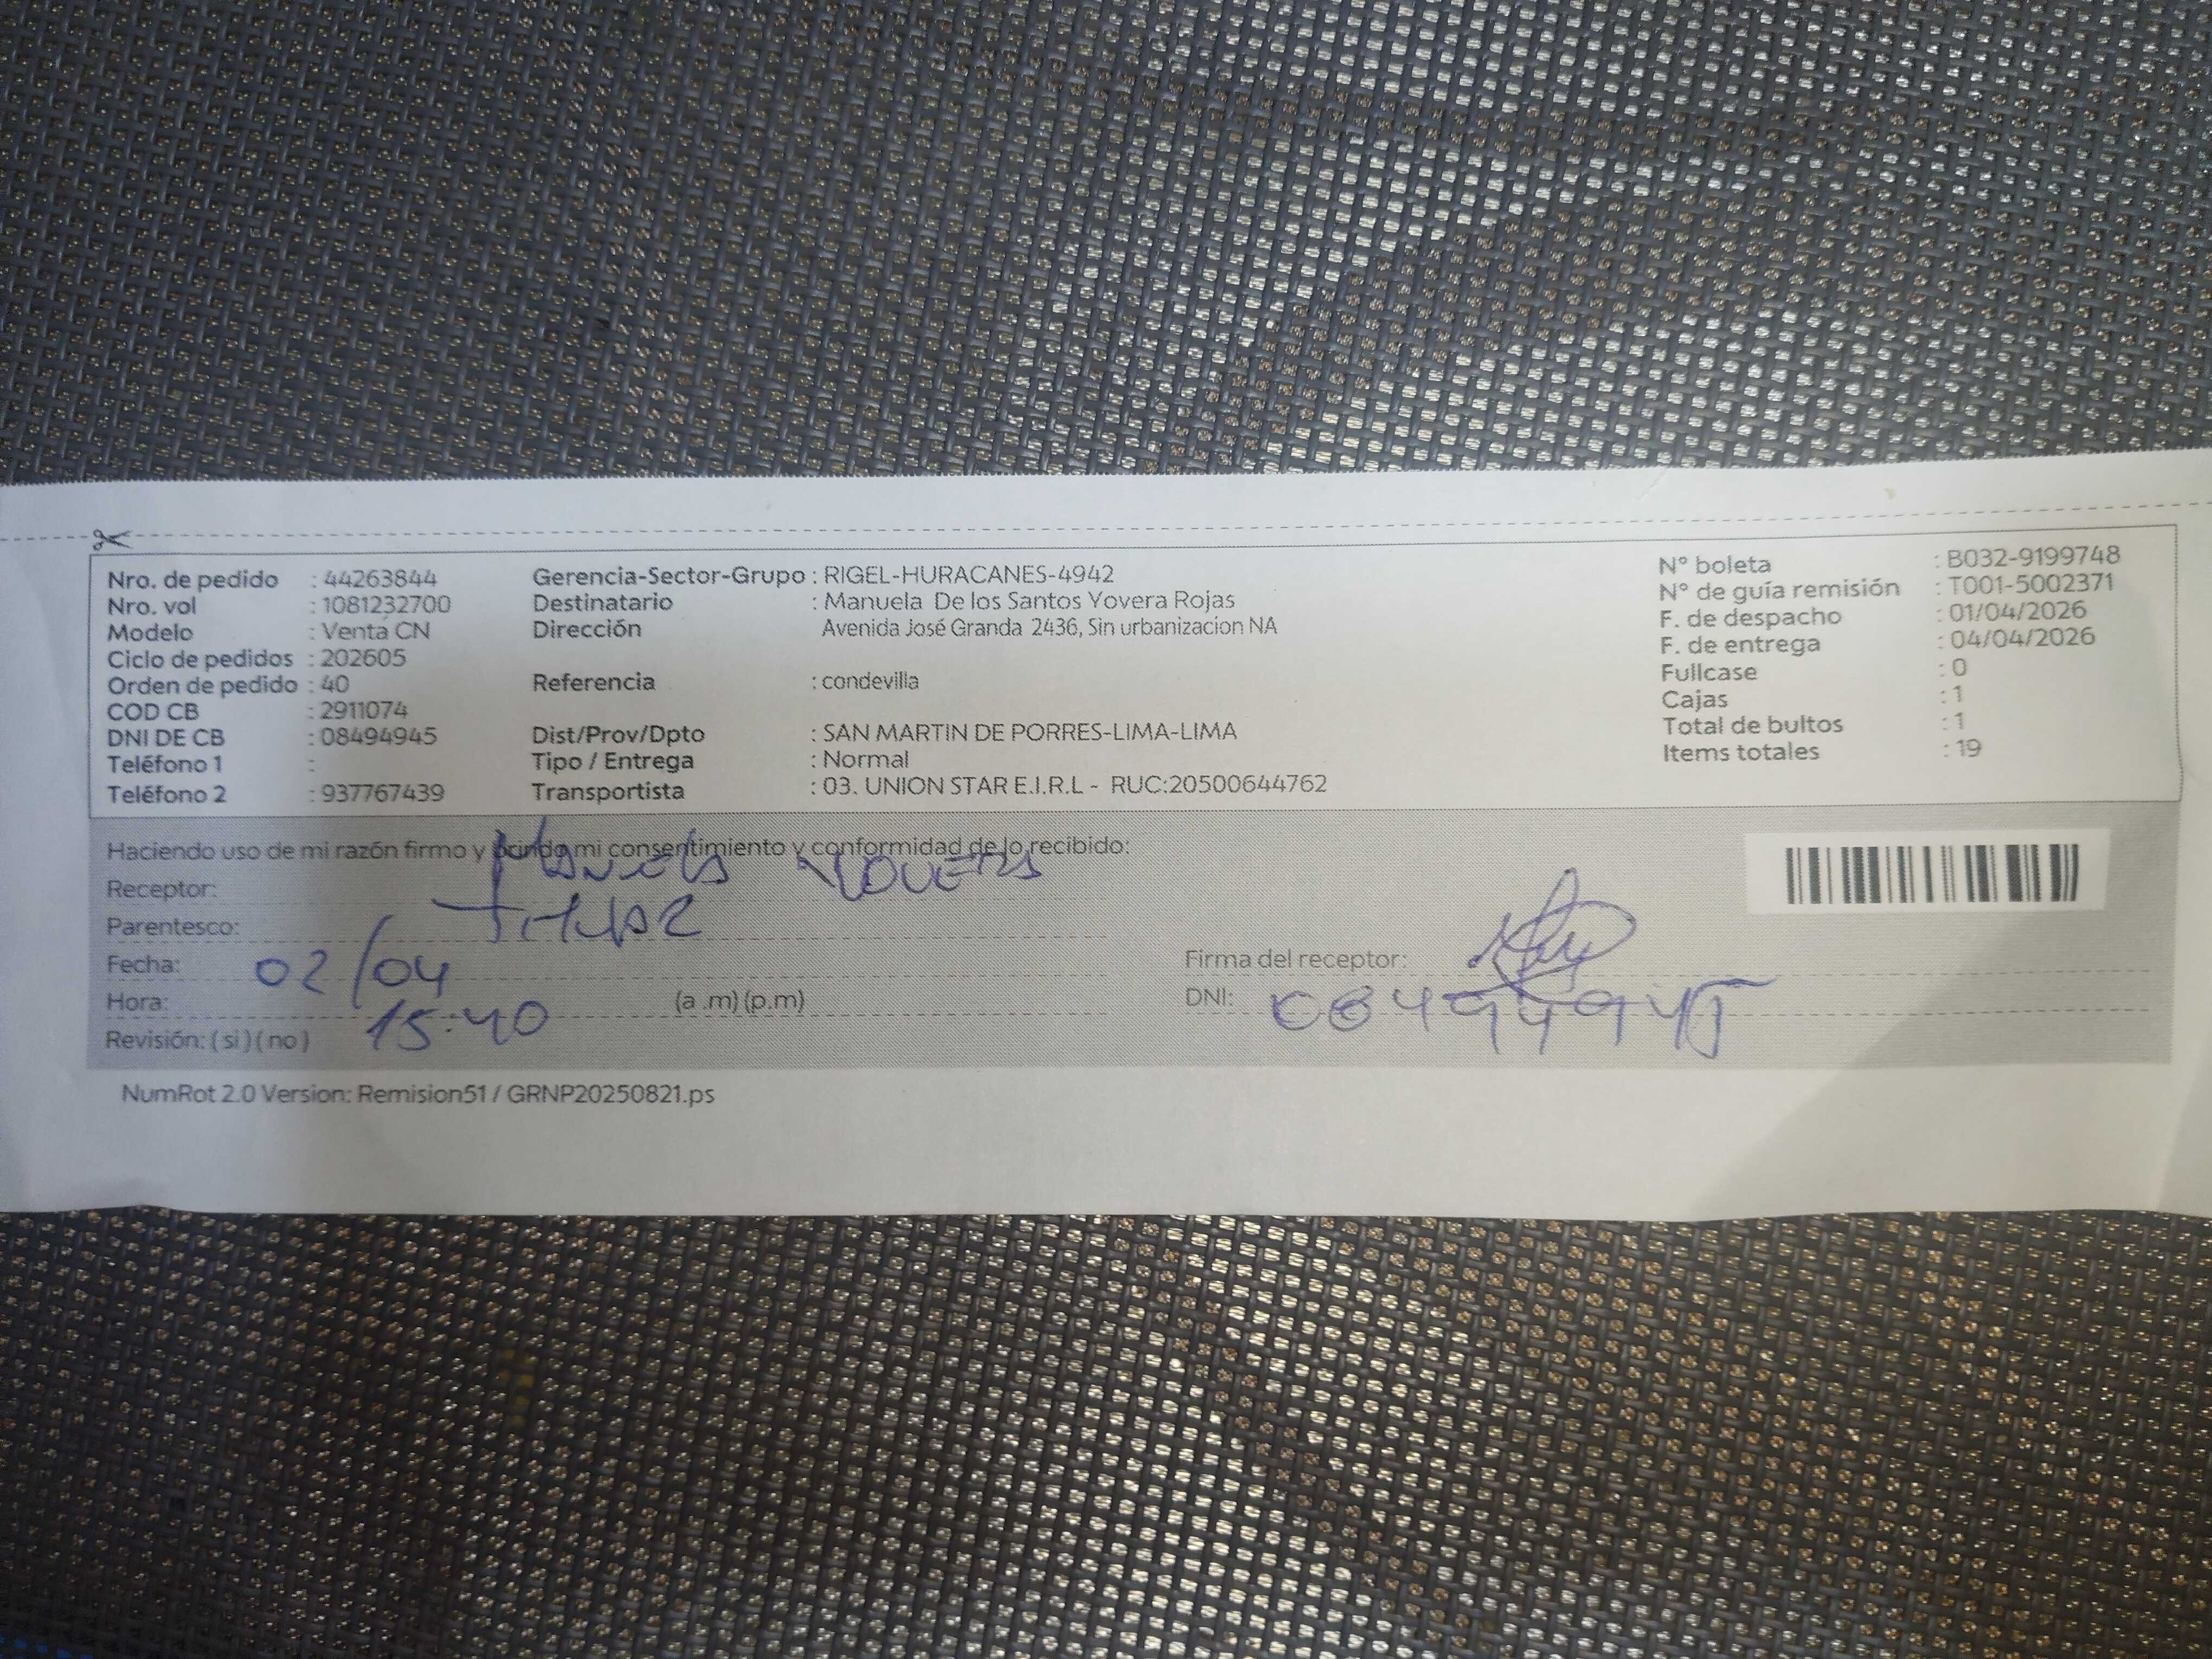 Nro. de pedido : 44263844 Gerencia-Sector-Grupo : RIGEL-HURACANES-4942 N° boleta : B032-9199748
Nro. vol : 1081232700 Destinatario : Manuela De los Santos Yovera Rojas N° de guía remisión : T001-5002371
Modelo : Venta CN Dirección Avenida José Granda 2436, Sin urbanizacion NA F. de despacho : 01/04/2026
Ciclo de pedidos : 202605 F. de entrega : 04/04/2026
Orden de pedido : 40 Referencia : condevilla Fullcase : 0
COD CB : 2911074 Cajas : 1
DNI DE CB : 08494945 Dist/Prov/Dpto : SAN MARTIN DE PORRES-LIMA-LIMA Total de bultos : 1
Teléfono 1 : Tipo / Entrega : Normal Items totales : 19
Teléfono 2 : 937767439 Transportista : 03. UNION STAR E.I.R.L - RUC:20500644762
Haciendo uso de mi razón firmo y brindo mi consentimiento y conformidad de lo recibido:
Receptor: Manuela Yovera
Parentesco: Titular
Fecha: 02/04 Firma del receptor:
Hora: 15:40 (a .m) (p.m) DNI: 08494945
Revisión: ( si ) ( no )
NumRot 2.0 Version: Remision51 / GRNP20250821.ps